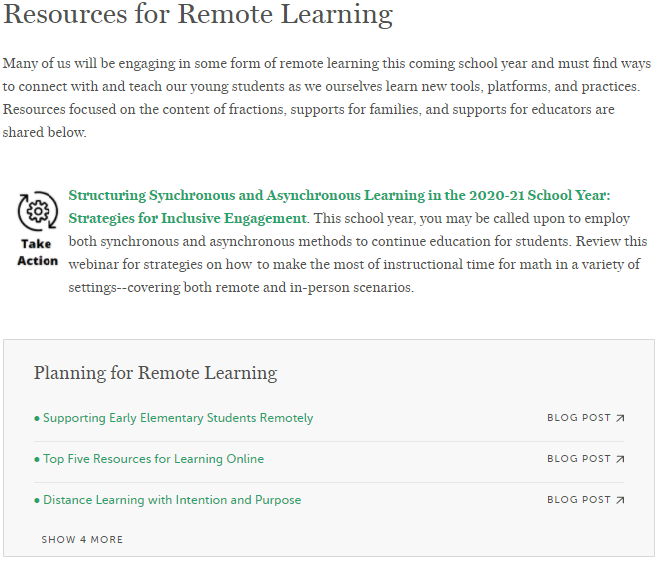 Resources for Remote Learning
Many of us will be engaging in some form of remote learning this coming school year and must find ways
to connect with and teach our young students as we ourselves learn new tools, platforms, and practices.
Resources focused on the content of fractions, supports for families, and supports for educators are
shared below.
Take
Action
Structuring Synchronous and Asynchronous Learning in the 2020-21 School Year:
Strategies for Inclusive Engagement. This school year, you may be called upon to employ
both synchronous and asynchronous methods to continue education for students. Review this
webinar for strategies on how to make the most of instructional time for math in a variety of
settings--covering both remote and in-person scenarios.
Planning for Remote Learning
• Supporting Early Elementary Students Remotely BLOG POST
• Top Five Resources for Learning Online BLOG POST
• Distance Learning with Intention and Purpose BLOG POST
SHOW 4 MORE